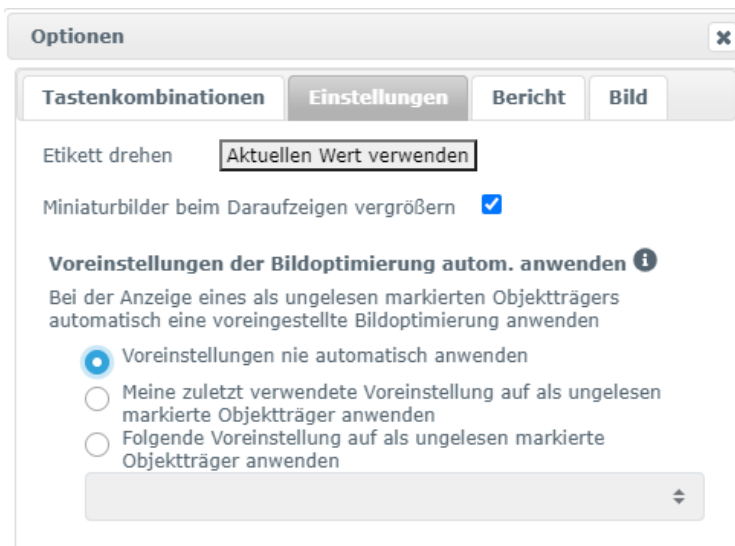 Optionen
Tastenkombinationen Einstellungen Bericht Bild
Etikett drehen Aktuellen Wert verwenden
Miniaturbilder beim Daraufzeigen vergrößern
Voreinstellungen der Bildoptimierung autom. anwenden
Bei der Anzeige eines als ungelesen markierten Objektträgers
automatisch eine voreingestellte Bildoptimierung anwenden
Voreinstellungen nie automatisch anwenden
Meine zuletzt verwendete Voreinstellung auf als ungelesen
markierte Objektträger anwenden
Folgende Voreinstellung auf als ungelesen markierte
Objektträger anwenden